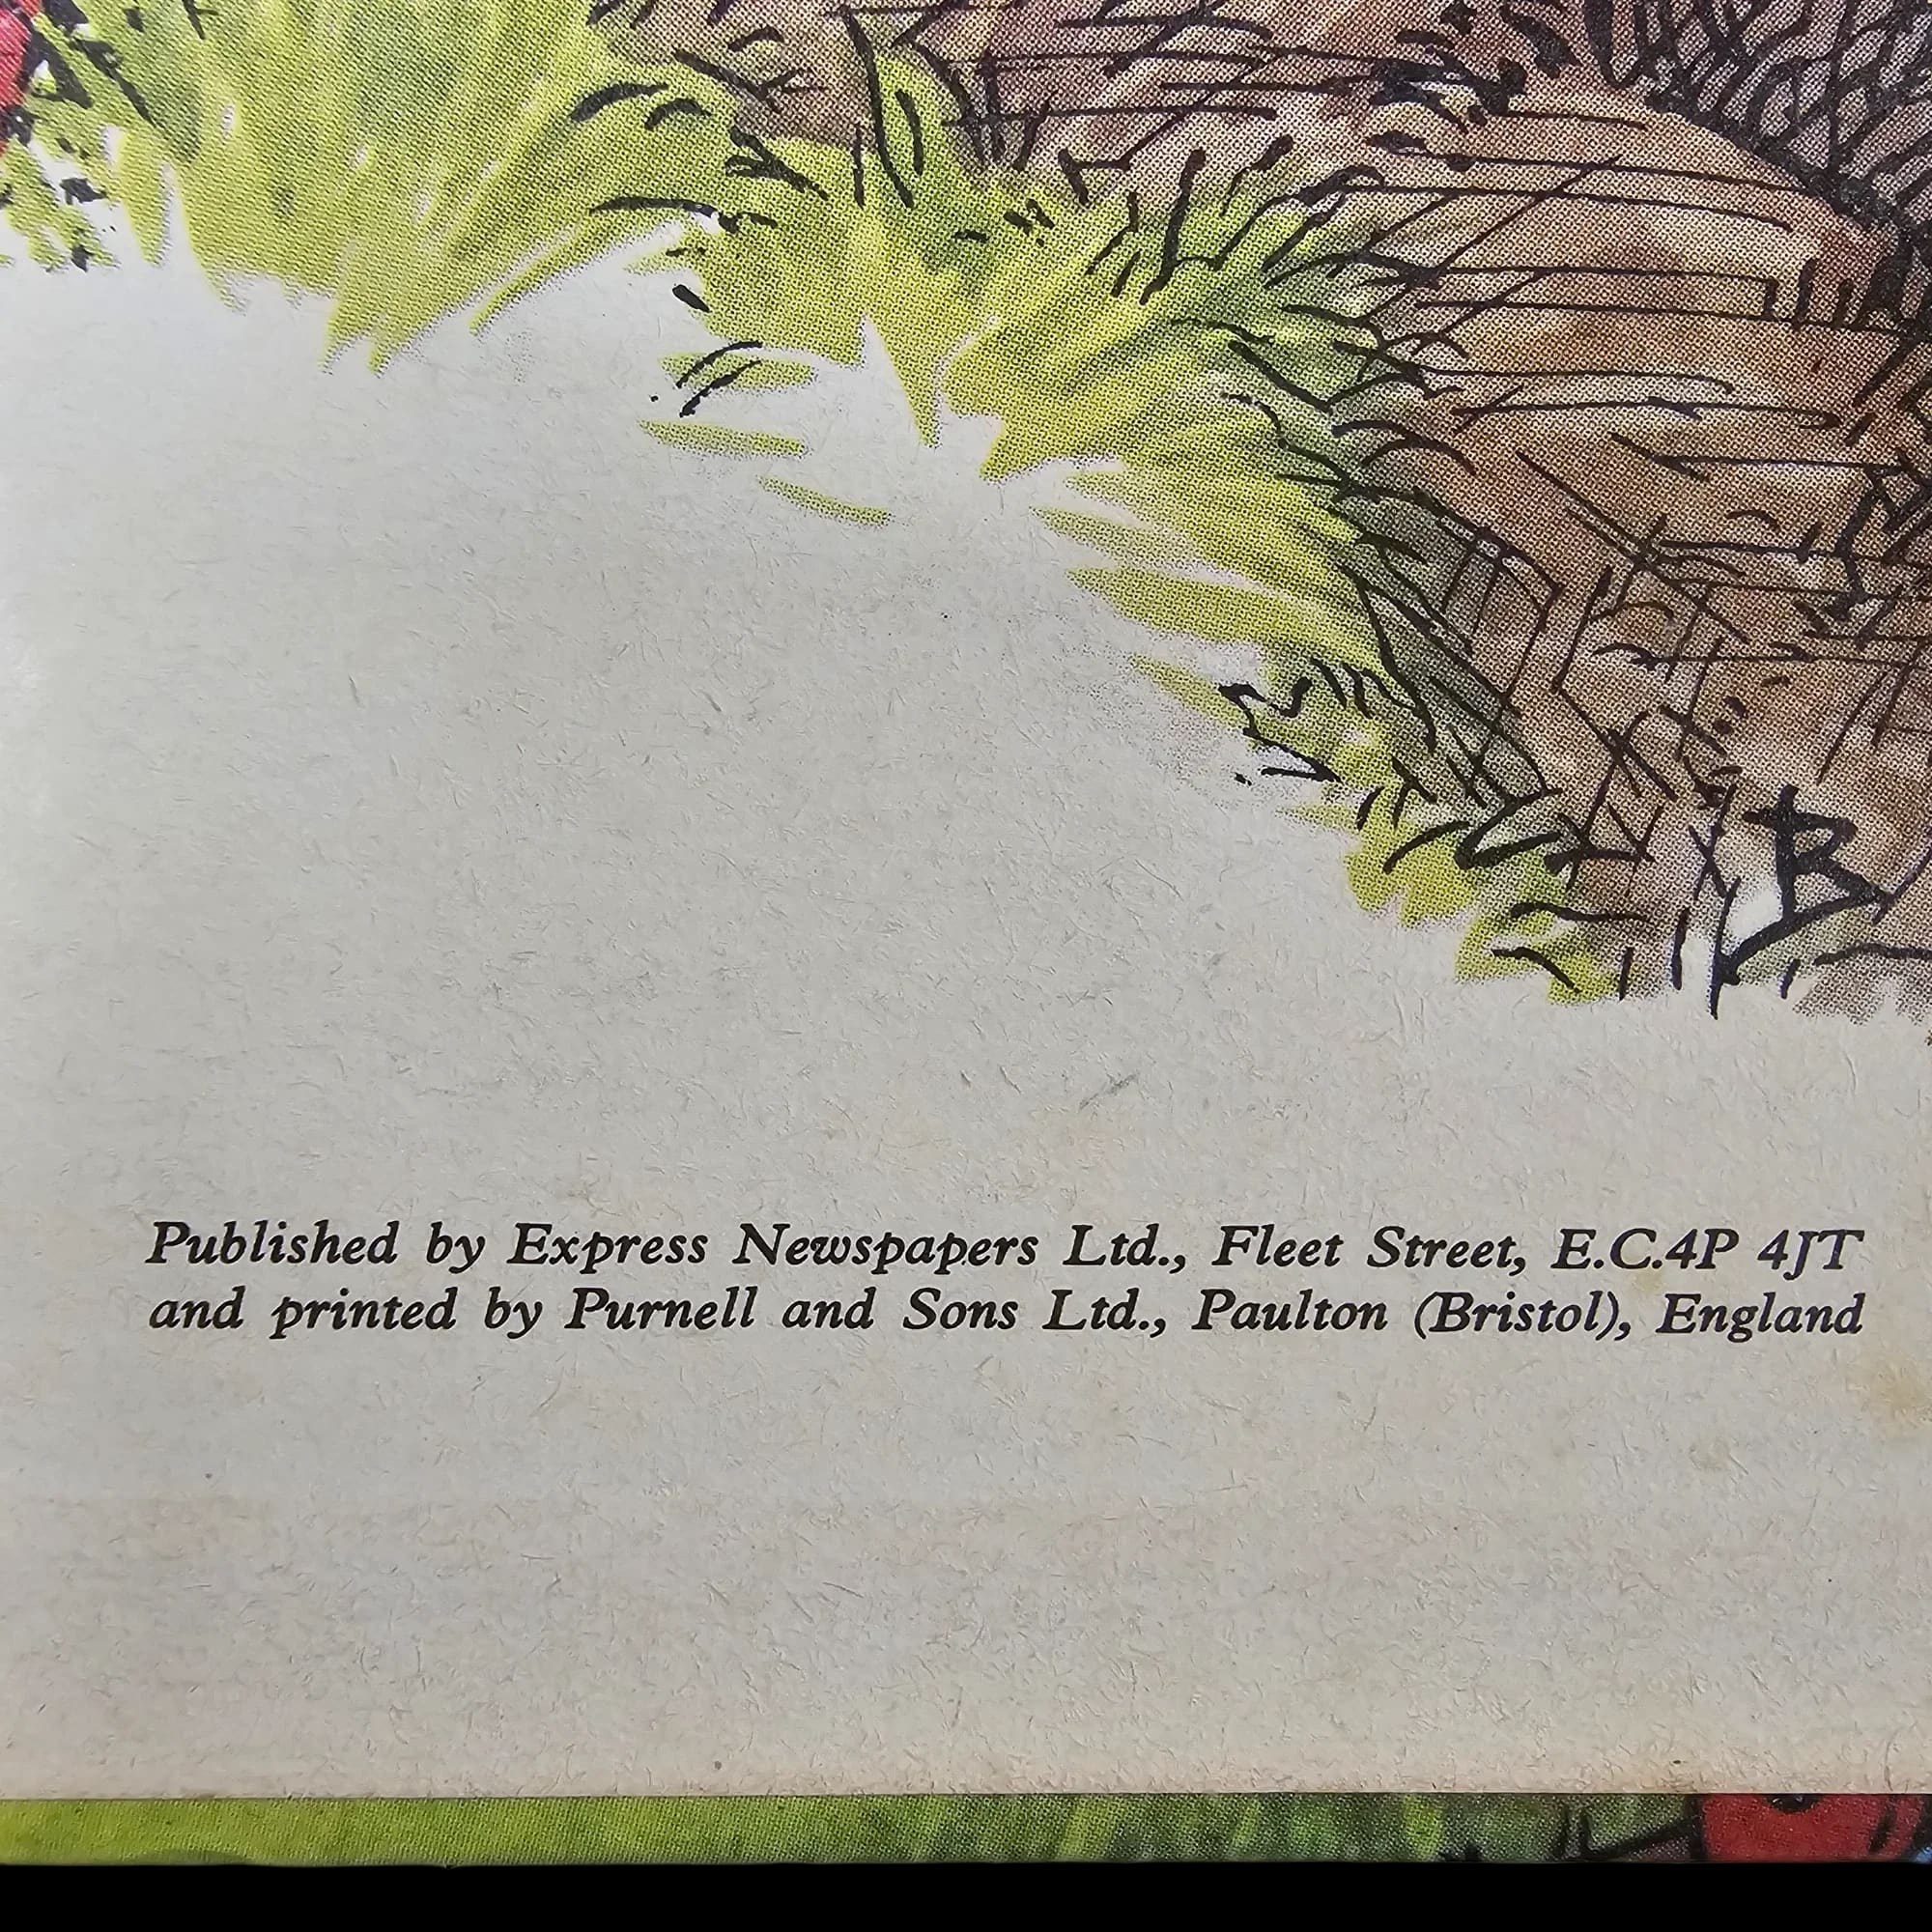 B
Published by Express Newspapers Ltd., Fleet Street, E.C.4P 4JT
and printed by Purnell and Sons Ltd., Paulton (Bristol), England